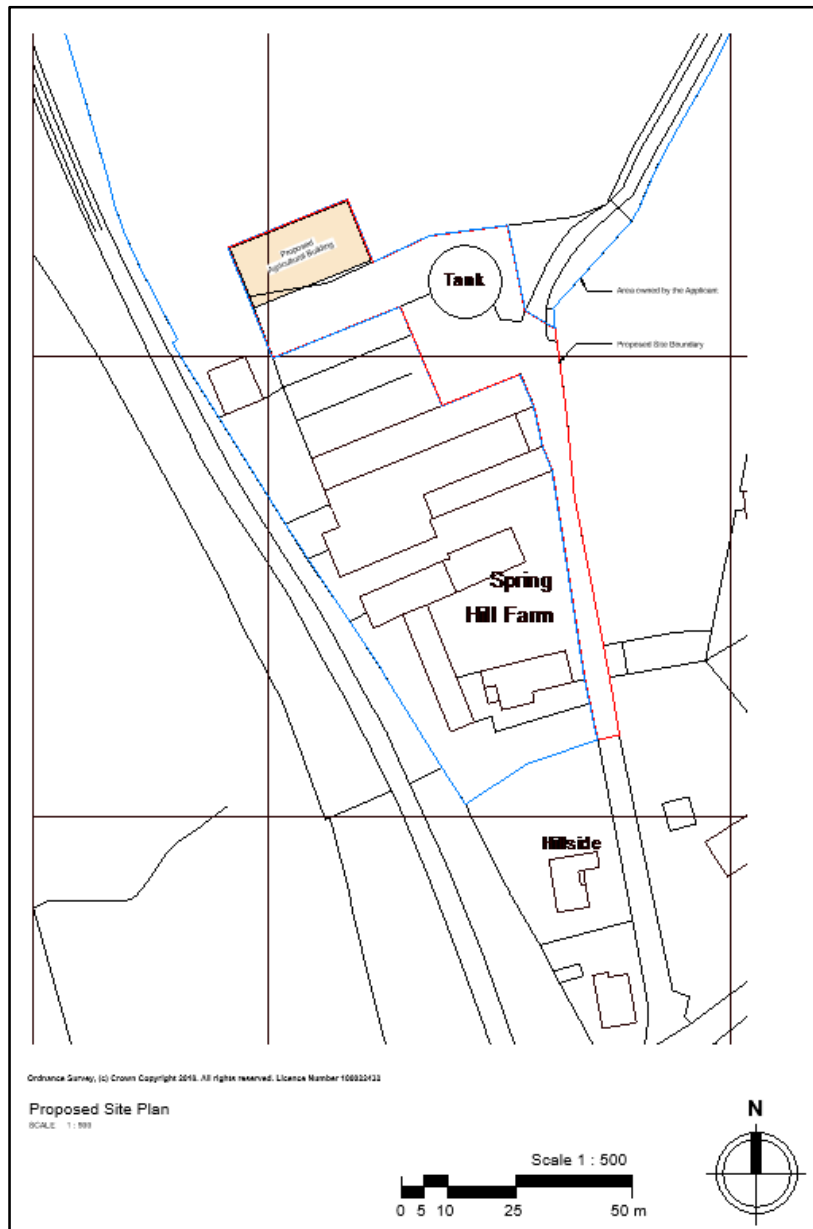 Proposed
Agricultural Building
Tank
Area owned by the Applicant
Proposed Site Boundary
Spring
Hill Farm
Hillside
Ordnance Survey, (c) Crown Copyright 2018. All rights reserved. Licence Number 100022432
Proposed Site Plan
SCALE 1 : 500
N
Scale 1 : 500
0 5 10 25 50 m